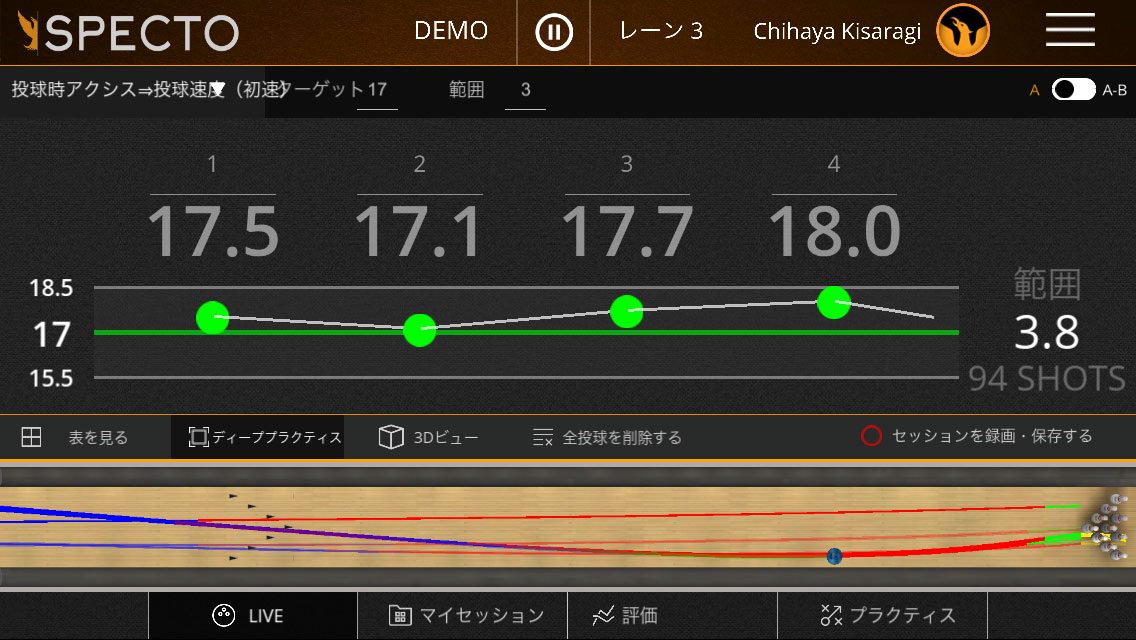 SPECTO
DEMO
レーン 3
Chihaya Kisaragi
投球時アクシス⇒投球速度（初速）
ターゲット 17
範囲 3
A A-B
1 2 3 4
17.5 17.1 17.7 18.0
18.5
17
15.5
範囲
3.8
94 SHOTS
表を見る
ディーププラクティス
3Dビュー
全投球を削除する
セッションを録画・保存する
LIVE
マイセッション
評価
プラクティス